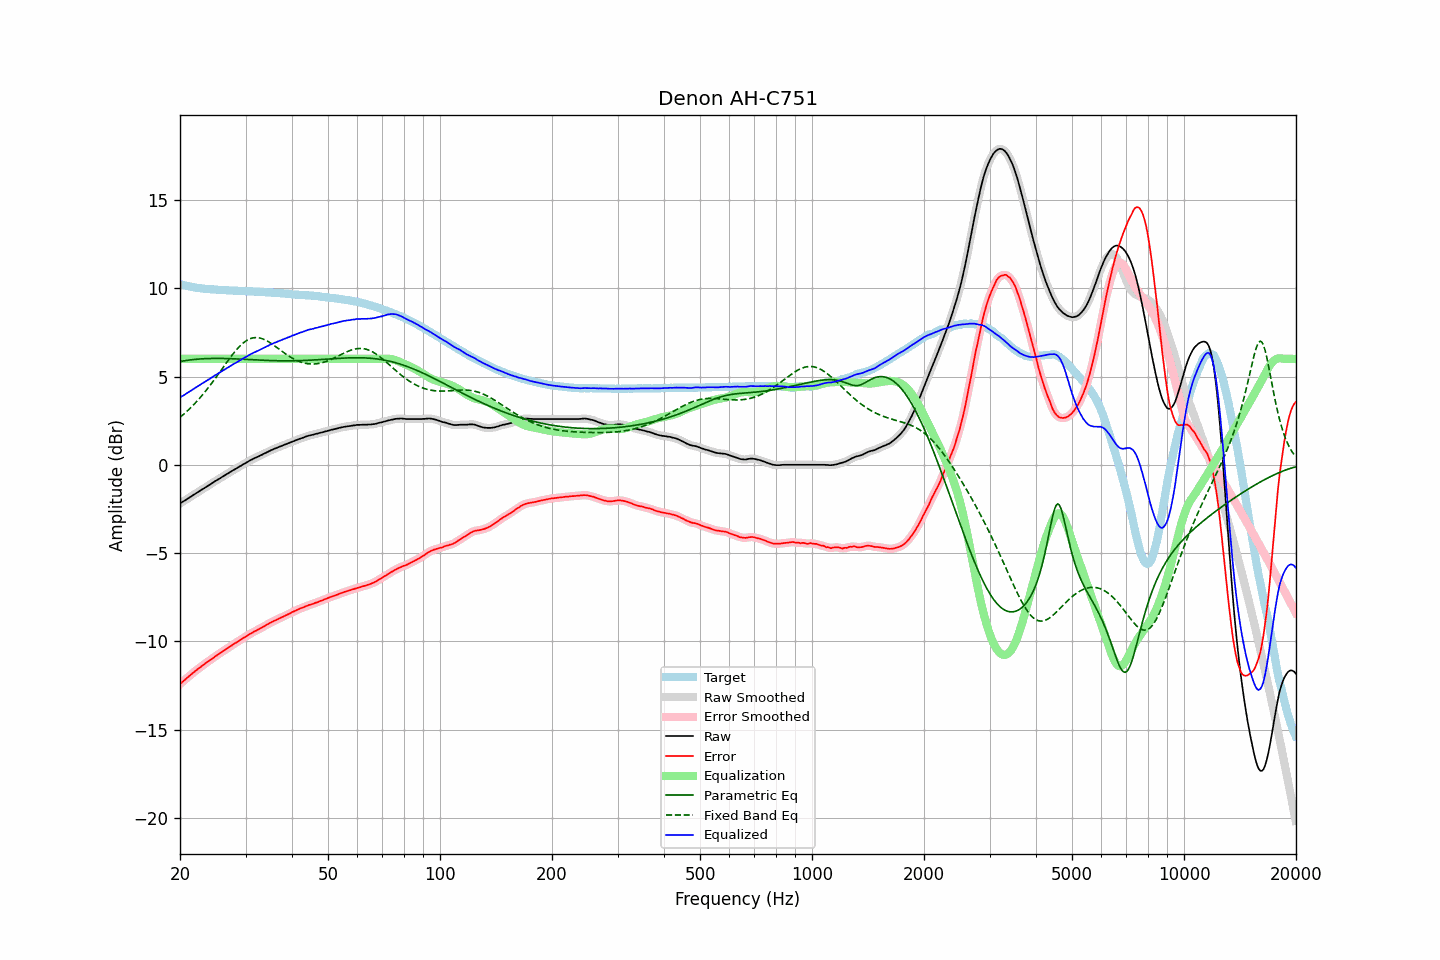 Denon AH-C751
Amplitude (dBr)
15
10
5
0
−5
−10
−15
−20
Target
Raw Smoothed
Error Smoothed
Raw
Error
Equalization
Parametric Eq
Fixed Band Eq
Equalized
20 50 100 200 500 1000 2000 5000 10000 20000
Frequency (Hz)